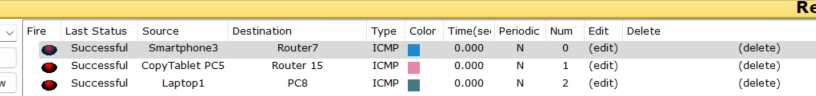 Re
Fire Last Status Source Destination Type Color Time(sec Periodic Num Edit Delete
Successful Smartphone3 Router7 ICMP 0.000 N 0 (edit) (delete)
Successful CopyTablet PC5 Router 15 ICMP 0.000 N 1 (edit) (delete)
w Successful Laptop1 PC8 ICMP 0.000 N 2 (edit) (delete)